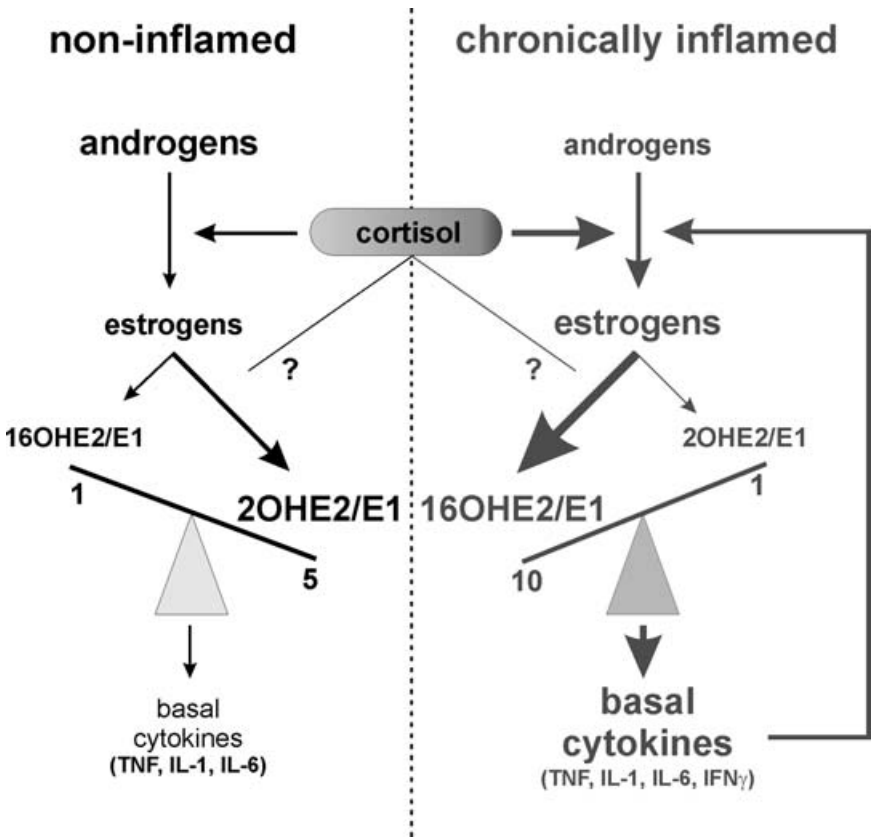 non-inflamed
chronically inflamed
androgens
androgens
cortisol
estrogens
estrogens
?
?
16OHE2/E1
2OHE2/E1
1
1
2OHE2/E1
16OHE2/E1
5
10
basal
cytokines
(TNF, IL-1, IL-6)
basal
cytokines
(TNF, IL-1, IL-6, IFNγ)